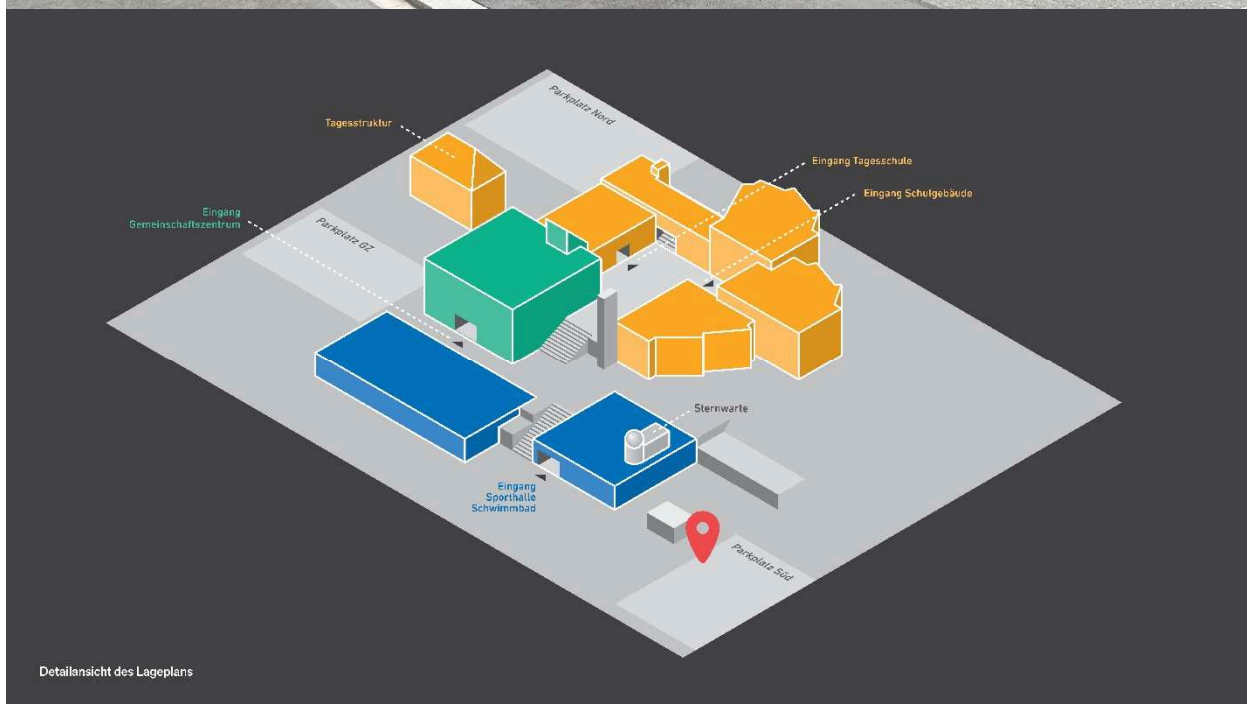 Parkplatz Nord
Tagesstruktur
Eingang Tagesschule
Eingang Schulgebäude
Eingang
Gemeinschaftszentrum
Parkplatz GZ
Sternwarte
Eingang
Sporthalle
Schwimmbad
Parkplatz Süd
Detailansicht des Lageplans